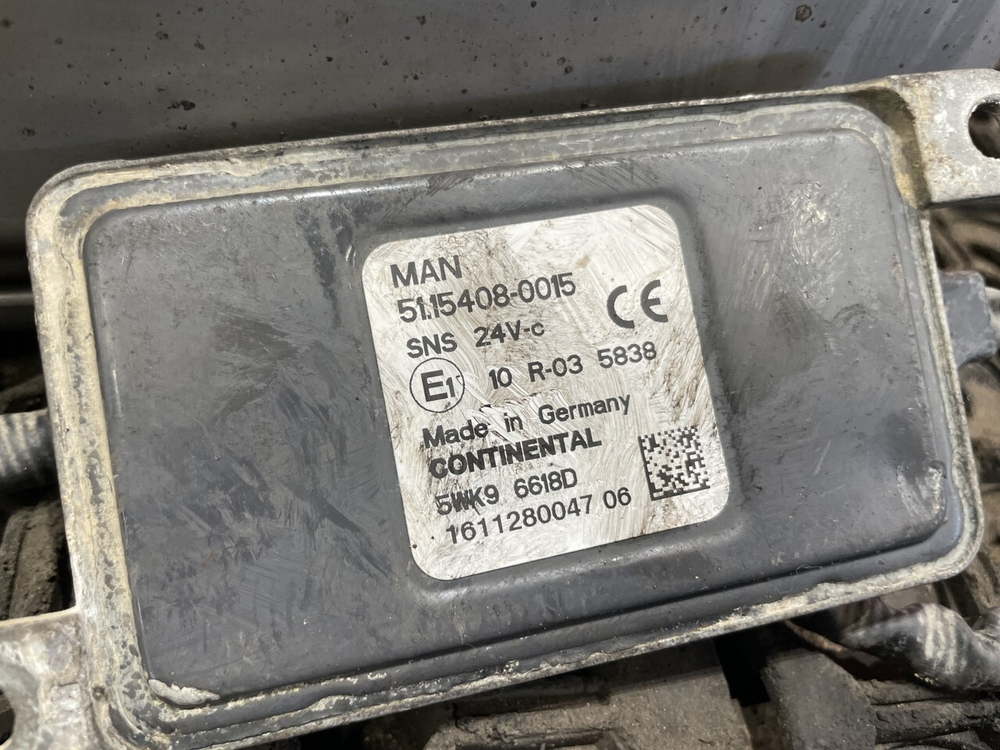 MAN
51.15408-0015
CE
SNS 24V-c
E1 10 R-03 5838
Made in Germany
CONTINENTAL
5WK9 6618D
1611280047 06